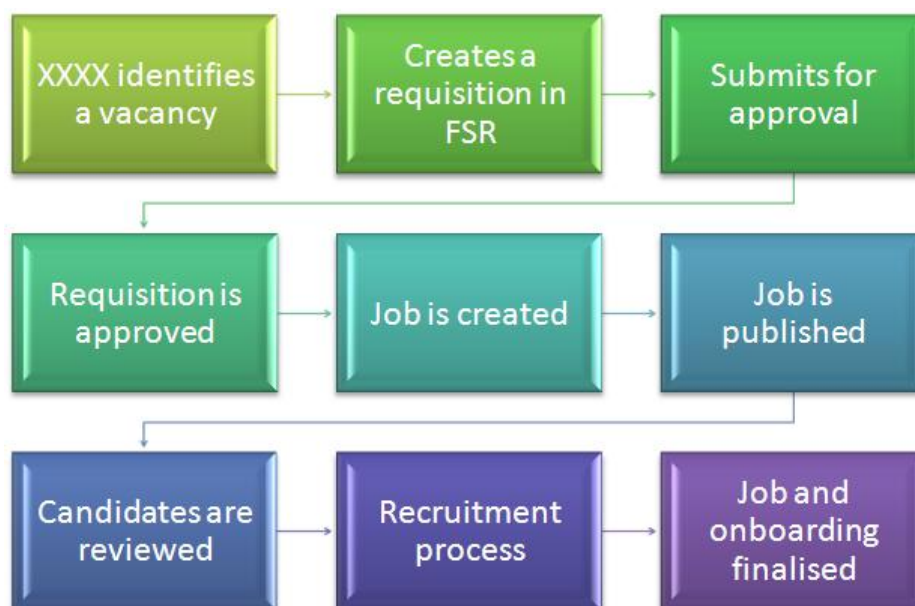 XXXX identifies
a vacancy
Creates a
requisition in
FSR
Submits for
approval
Requisition is
approved
Job is created
Job is
published
Candidates are
reviewed
Recruitment
process
Job and
onboarding
finalised